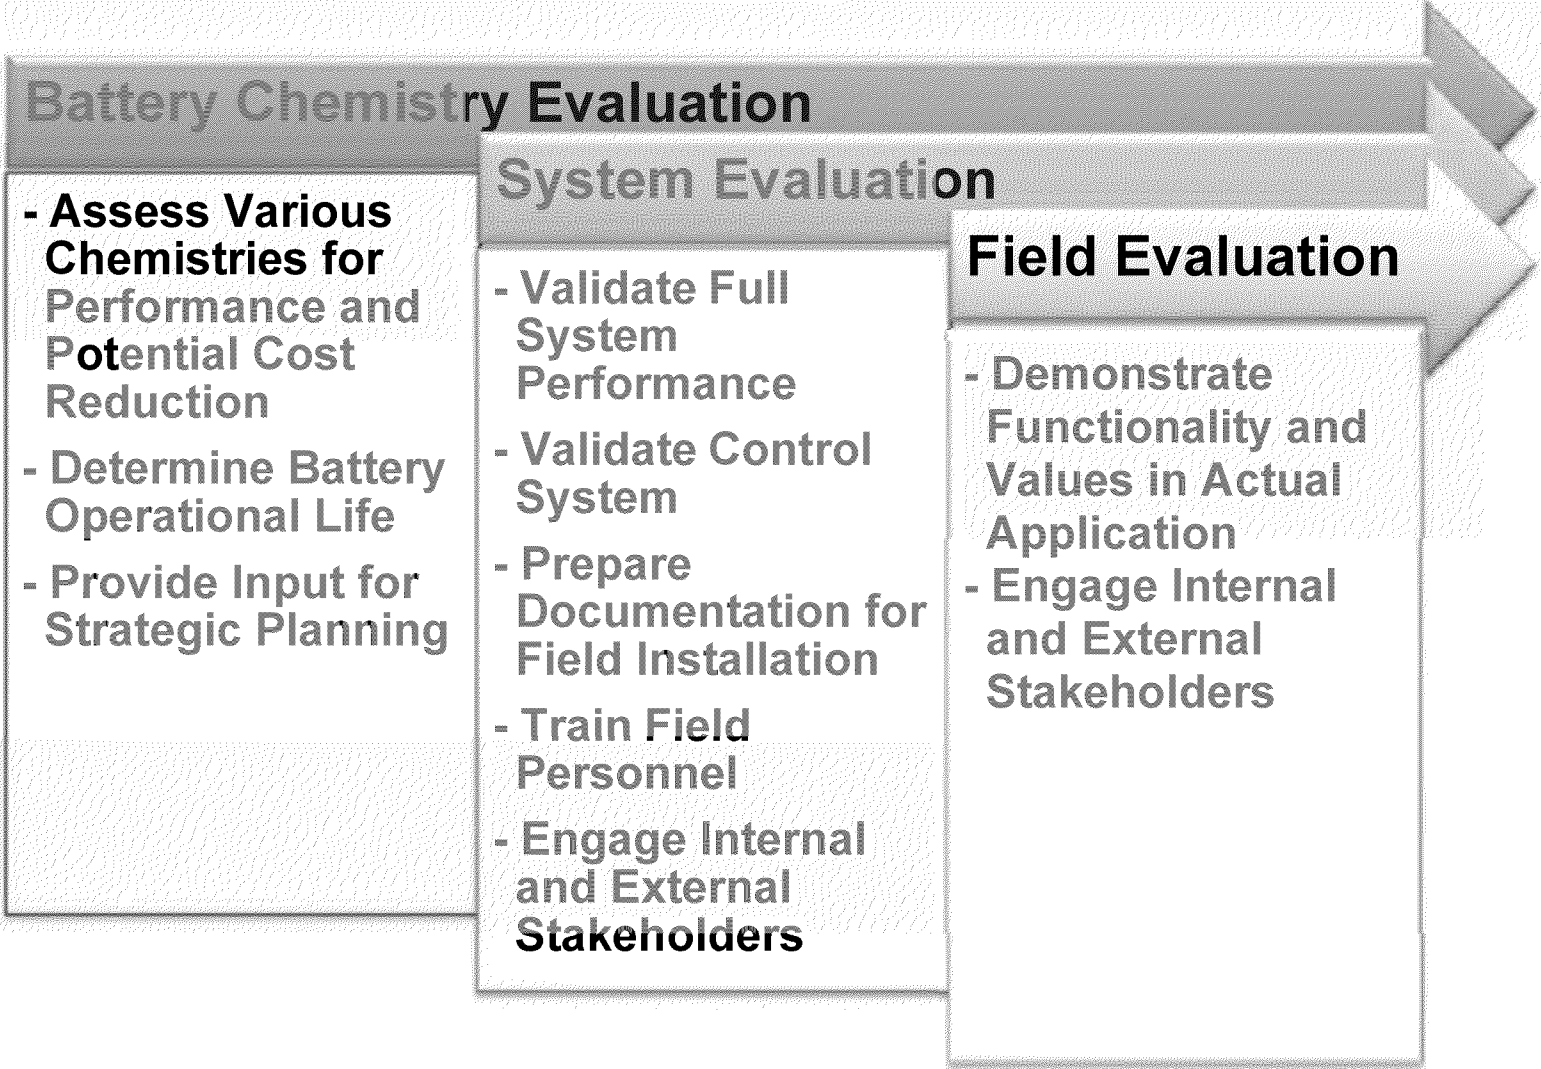 Battery Chemistry Evaluation
- Assess Various
Chemistries for
Performance and
Potential Cost
Reduction
- Determine Battery
Operational Life
- Provide Input for
Strategic Planning
System Evaluation
- Validate Full
System
Performance
- Validate Control
System
- Prepare
Documentation for
Field Installation
- Train Field
Personnel
- Engage Internal
and External
Stakeholders
Field Evaluation
- Demonstrate
Functionality and
Values in Actual
Application
- Engage Internal
and External
Stakeholders